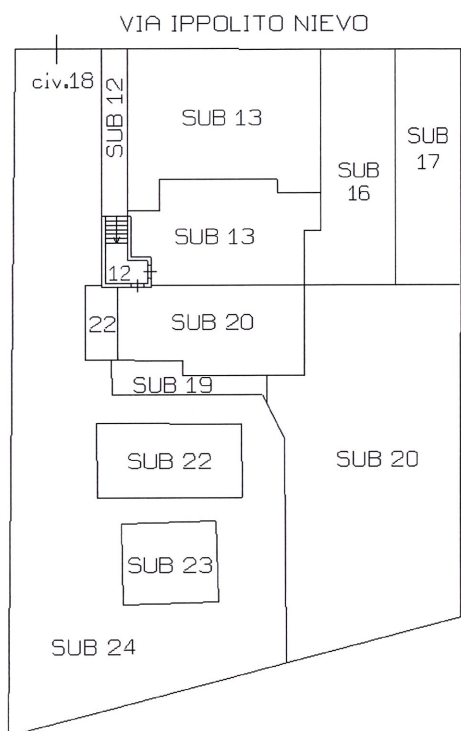 VIA IPPOLITO NIEVO
civ.18
SUB 12
SUB 13
SUB
16
SUB
17
SUB 13
12
22
SUB 20
SUB 19
SUB 22
SUB 20
SUB 23
SUB 24